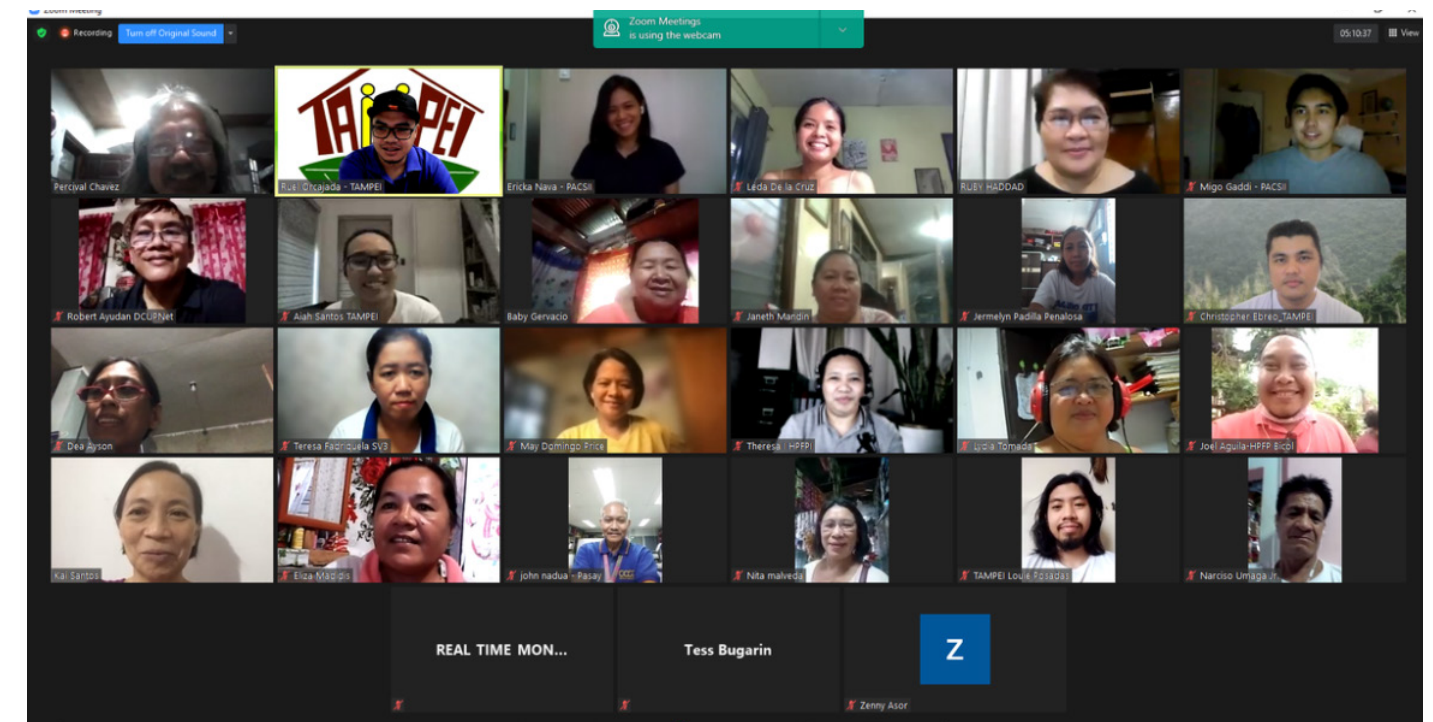 Zoom Meeting
Zoom Meetings
is using the webcam
Recording
Turn off Original Sound
05:10:37
View
TAMPEI
Percival Chavez
Ruel Orcajada - TAMPEI
Ericka Nava - PACSII
Leda De la Cruz
RUBY HADDAD
Migo Gaddi - PACSII
Robert Ayudan DCUPNet
Aiah Santos TAMPEI
Baby Gervacio
Janeth Mandin
Jermelyn Padilla Penalosa
Christopher Ebreo_TAMPEI
Dea Ayson
Teresa Fadriquela SV3
May Domingo Price
Theresa | HPFPI
Lydia Tomada
Joel Aguila-HPFP Bicol
Kai Santos
Eliza Magidis
john nadua - Pasay
Nita malveda
TAMPEI Louie Posadas
Narciso Umaga Jr.
REAL TIME MON...
Tess Bugarin
Z
Zenny Asor